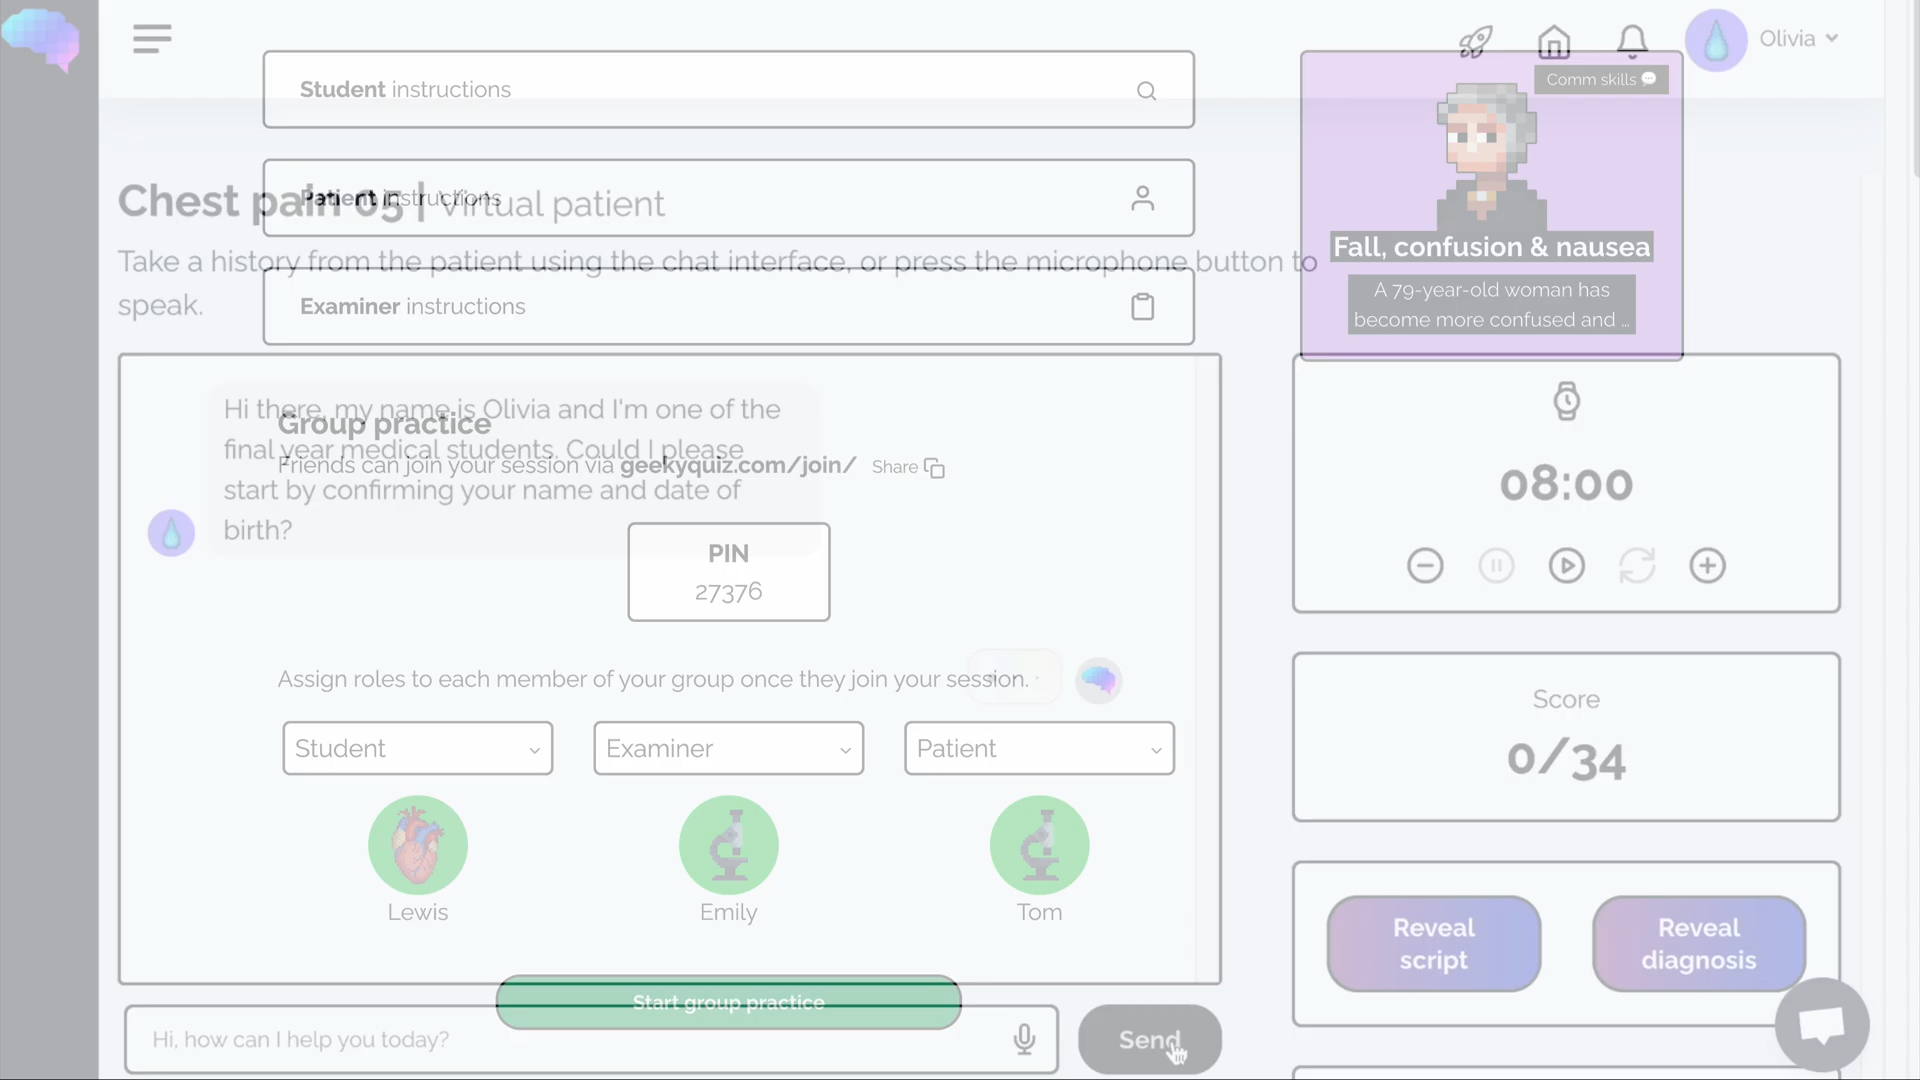 Olivia
Comm skills
Student instructions
Patient instructions
Examiner instructions
Chest pain 05 | Virtual patient
Take a history from the patient using the chat interface, or press the microphone button to
speak.
Fall, confusion & nausea
A 79-year-old woman has
become more confused and ...
Hi there, my name is Olivia and I'm one of the
final year medical students. Could I please
start by confirming your name and date of
birth?
Group practice
Friends can join your session via geekyquiz.com/join/ Share
PIN
27376
Assign roles to each member of your group once they join your session.
Student
Examiner
Patient
Lewis
Emily
Tom
Start group practice
Hi, how can I help you today?
Send
08:00
Score
0/34
Reveal
script
Reveal
diagnosis